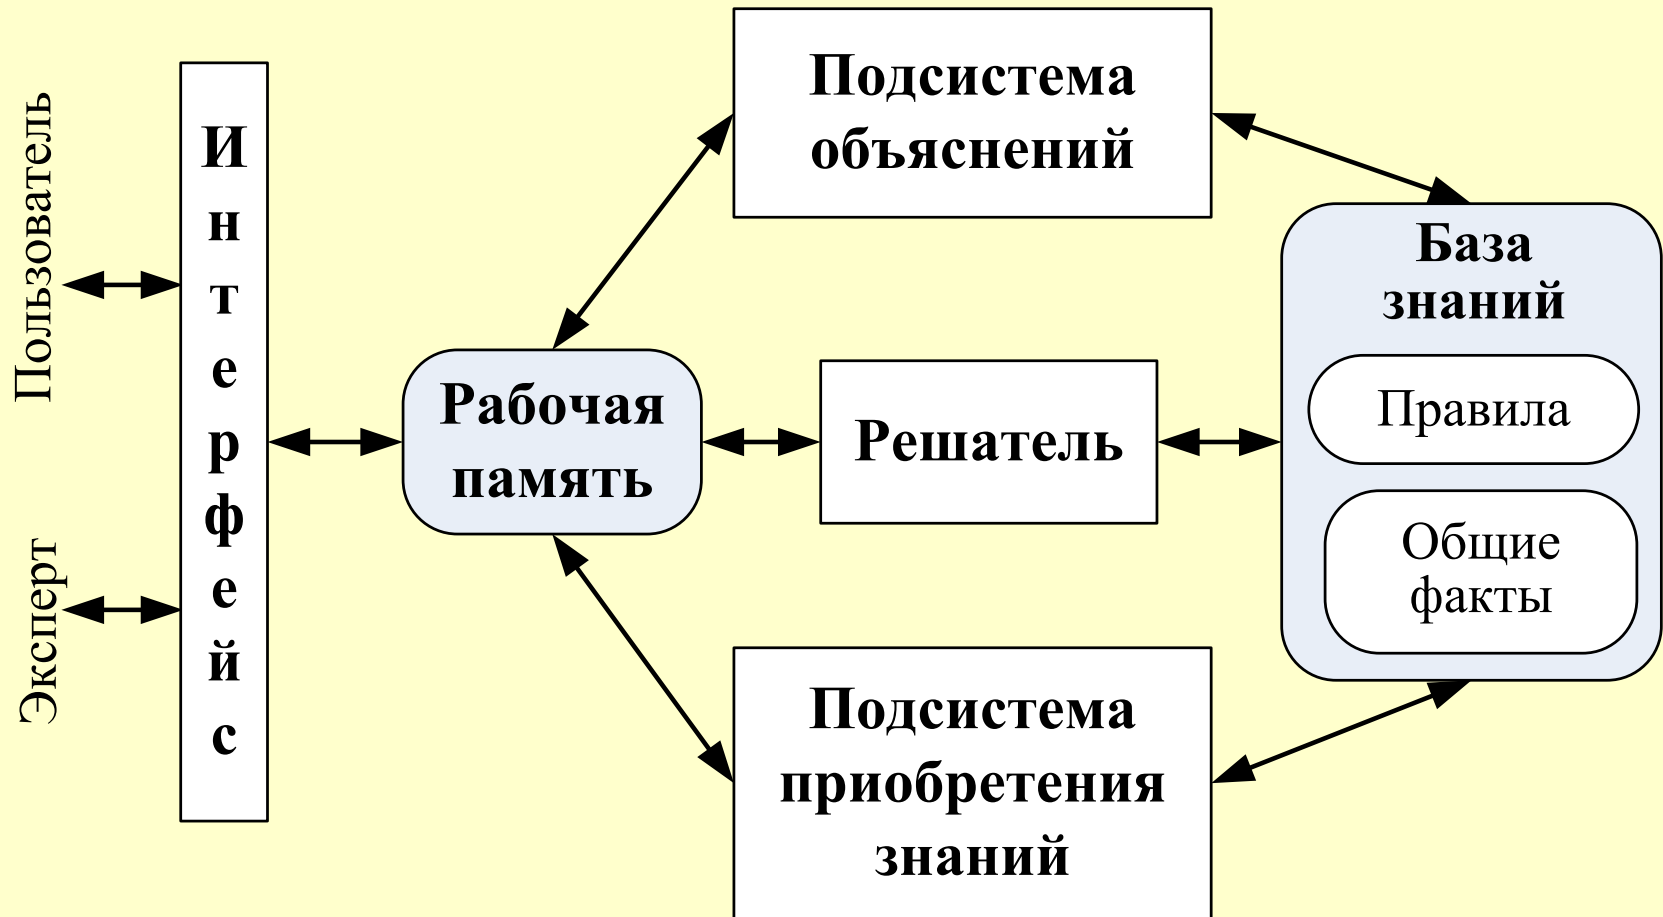 Пользователь
Эксперт
Интерфейс
Рабочая
память
Подсистема
объяснений
Решатель
Подсистема
приобретения
знаний
База
знаний
Правила
Общие
факты